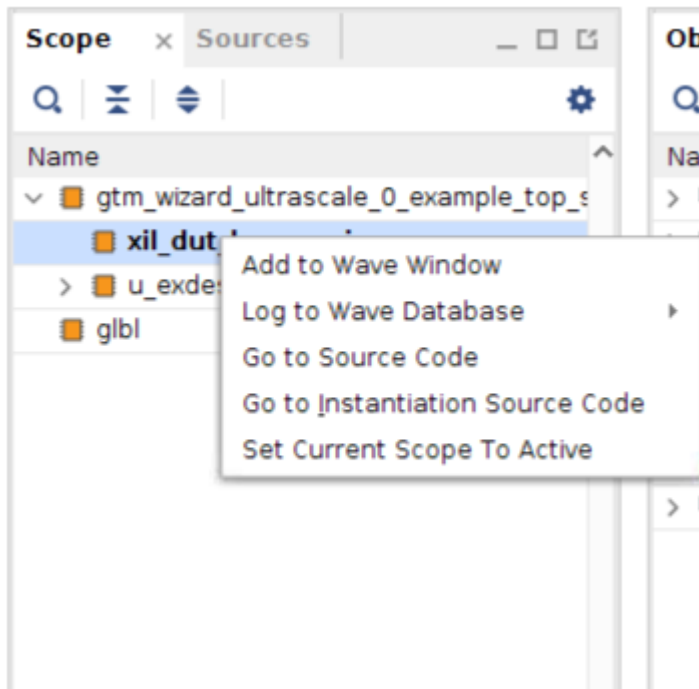 Scope Sources
Name
gtm_wizard_ultrascale_0_example_top_s
xil_dut_
u_exdes
glbl
Add to Wave Window
Log to Wave Database
Go to Source Code
Go to Instantiation Source Code
Set Current Scope To Active
Ob
Na